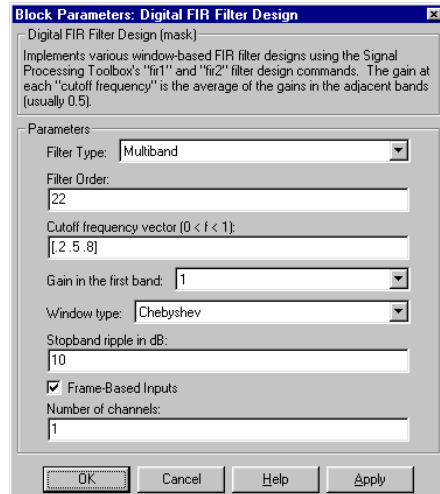 Block Parameters: Digital FIR Filter Design
Digital FIR Filter Design (mask)
Implements various window-based FIR filter designs using the Signal
Processing Toolbox's "fir1" and "fir2" filter design commands. The gain at
each "cutoff frequency" is the average of the gains in the adjacent bands
(usually 0.5).
Parameters
Filter Type: Multiband
Filter Order:
22
Cutoff frequency vector (0 < f < 1):
[.2 .5 .8]
Gain in the first band: 1
Window type: Chebyshev
Stopband ripple in dB:
10
Frame-Based Inputs
Number of channels:
1
OK Cancel Help Apply